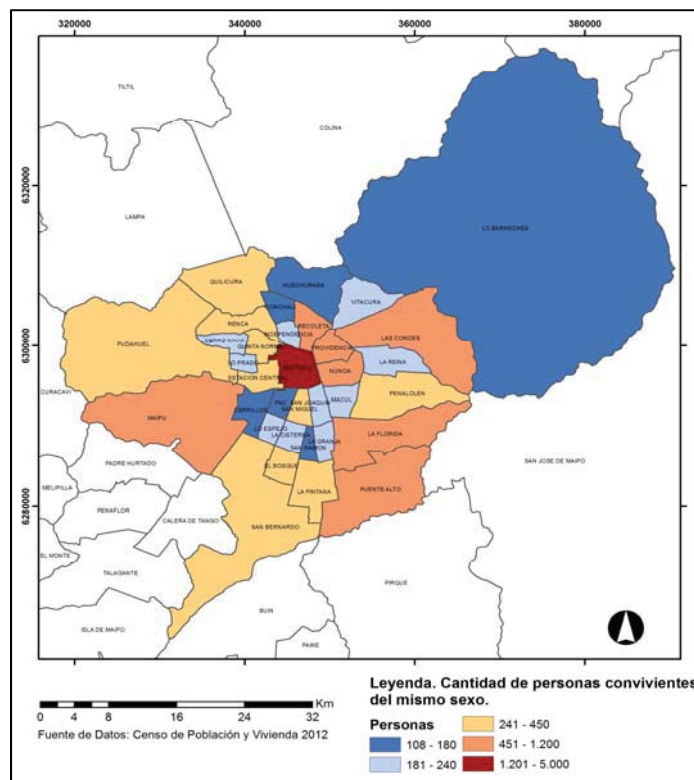 320000 340000 360000 380000
TILTIL
COLINA
6320000
LAMPA
LO BARNECHEA
QUILICURA
HUECHURABA
CONCHALI
VITACURA
RENCA
RECOLETA
INDEPENDENCIA
LAS CONDES
6300000
PUDAHUEL
CERRO NAVIA
QUINTA NORMAL
PROVIDENCIA
LO PRADO
SANTIAGO
LA REINA
ÑUÑOA
ESTACION CENTRAL
CURACAVI
PAC
SAN JOAQUIN
MACUL
PEÑALOLEN
MAIPU
CERRILLOS
SAN MIGUEL
LO ESPEJO
LA CISTERNA
LA GRANJA
LA FLORIDA
SAN RAMON
PADRE HURTADO
EL BOSQUE
SAN JOSE DE MAIPO
MELIPILLA
LA PINTANA
PUENTE ALTO
PEÑAFLOR
6280000
CALERA DE TANGO
SAN BERNARDO
EL MONTE
TALAGANTE
PIRQUE
BUIN
ISLA DE MAIPO
PAINE
Km
0 4 8 16 24 32
Fuente de Datos: Censo de Población y Vivienda 2012
Leyenda. Cantidad de personas convivientes
del mismo sexo.
Personas
108 - 180
181 - 240
241 - 450
451 - 1.200
1.201 - 5.000